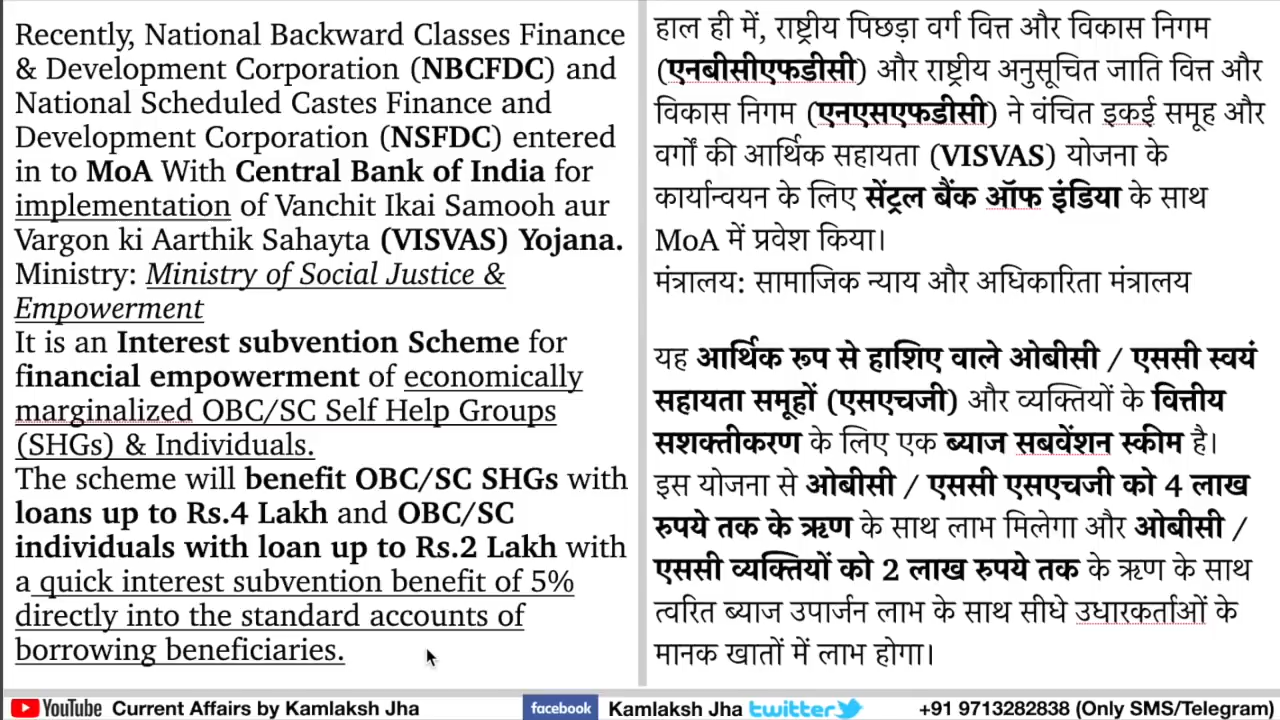 Recently, National Backward Classes Finance
& Development Corporation (NBCFDC) and
National Scheduled Castes Finance and
Development Corporation (NSFDC) entered
in to MoA With Central Bank of India for
implementation of Vanchit Ikai Samooh aur
Vargon ki Aarthik Sahayta (VISVAS) Yojana.
Ministry: Ministry of Social Justice &
Empowerment
It is an Interest subvention Scheme for
financial empowerment of economically
marginalized OBC/SC Self Help Groups
(SHGs) & Individuals.
The scheme will benefit OBC/SC SHGs with
loans up to Rs.4 Lakh and OBC/SC
individuals with loan up to Rs.2 Lakh with
a quick interest subvention benefit of 5%
directly into the standard accounts of
borrowing beneficiaries.
हाल ही में, राष्ट्रीय पिछड़ा वर्ग वित्त और विकास निगम
(एनबीसीएफडीसी) और राष्ट्रीय अनुसूचित जाति वित्त और
विकास निगम (एनएसएफडीसी) ने वंचित इकई समूह और
वर्गों की आर्थिक सहायता (VISVAS) योजना के
कार्यान्वयन के लिए सेंट्रल बैंक ऑफ इंडिया के साथ
MoA में प्रवेश किया।
मंत्रालय: सामाजिक न्याय और अधिकारिता मंत्रालय
यह आर्थिक रूप से हाशिए वाले ओबीसी / एससी स्वयं
सहायता समूहों (एसएचजी) और व्यक्तियों के वित्तीय
सशक्तीकरण के लिए एक ब्याज सबवेंशन स्कीम है।
इस योजना से ओबीसी / एससी एसएचजी को 4 लाख
रुपये तक के ऋण के साथ लाभ मिलेगा और ओबीसी /
एससी व्यक्तियों को 2 लाख रुपये तक के ऋण के साथ
त्वरित ब्याज उपार्जन लाभ के साथ सीधे उधारकर्ताओं के
मानक खातों में लाभ होगा।
YouTube Current Affairs by Kamlaksh Jha facebook Kamlaksh Jha twitter +91 9713282838 (Only SMS/Telegram)